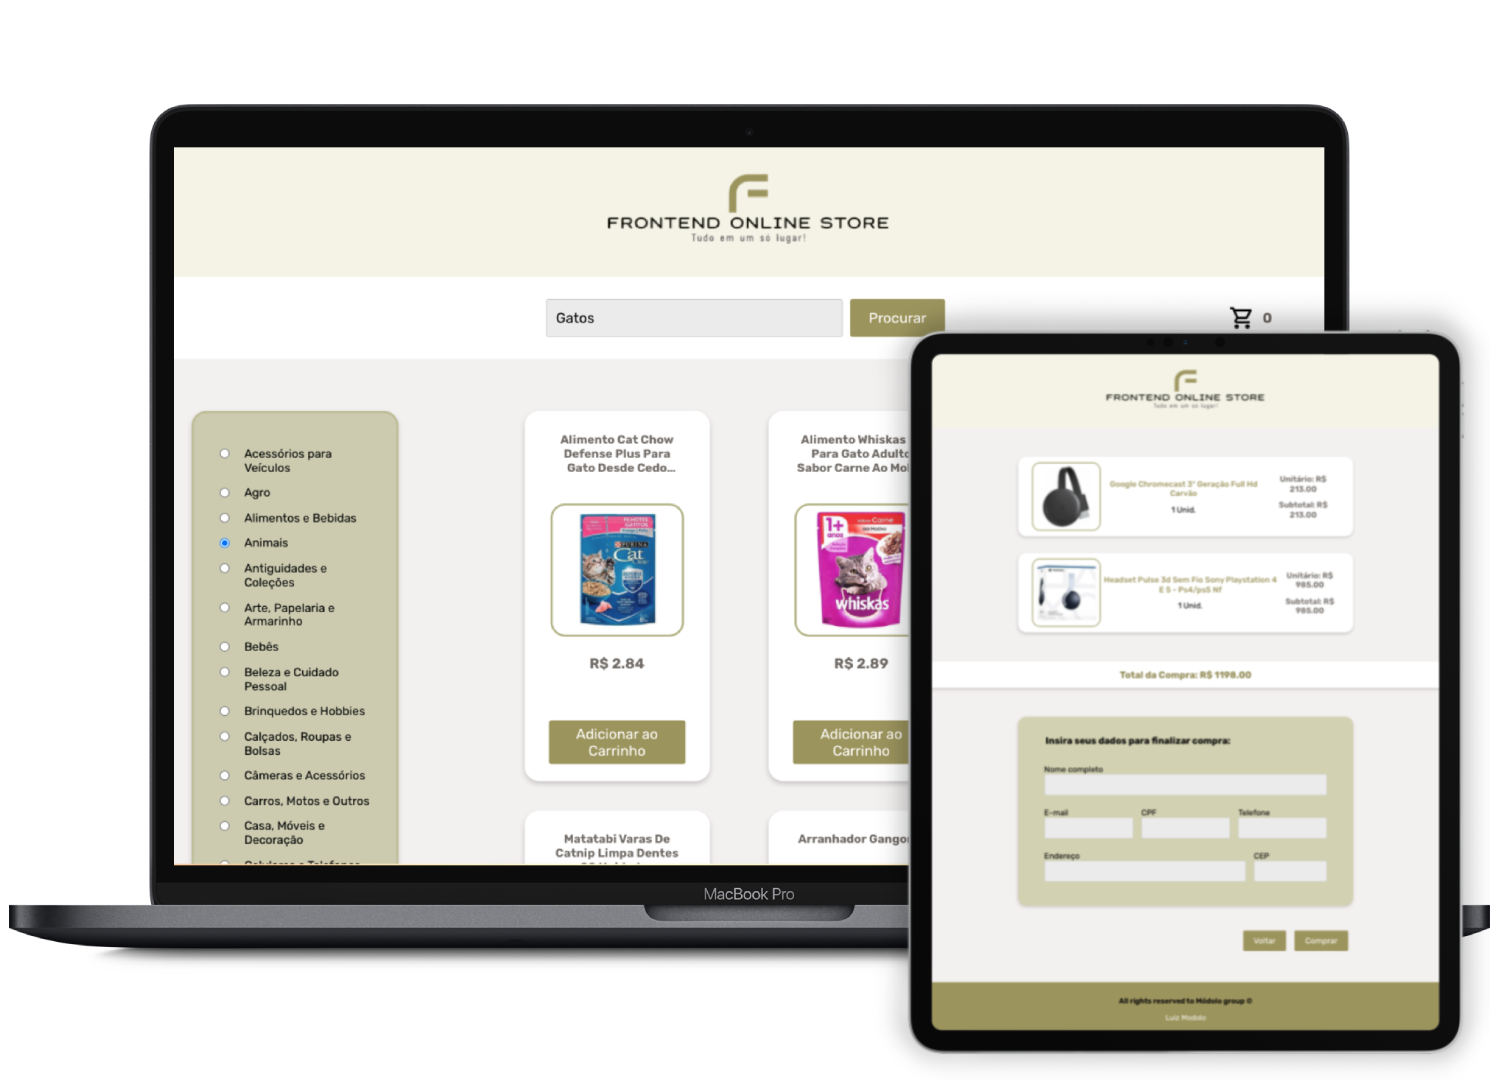 FRONTEND ONLINE STORE
Tudo em um só lugar!
Gatos
Procurar
0
Acessórios para
Veículos
Agro
Alimentos e Bebidas
Animais
Antiguidades e
Coleções
Arte, Papelaria e
Armarinho
Bebês
Beleza e Cuidado
Pessoal
Brinquedos e Hobbies
Calçados, Roupas e
Bolsas
Câmeras e Acessórios
Carros, Motos e Outros
Casa, Móveis e
Decoração
Alimento Cat Chow
Defense Plus Para
Gato Desde Cedo...
PURINA
Cat
R$ 2.84
Adicionar ao
Carrinho
Alimento Whiskas
Para Gato Adulto
Sabor Carne Ao Mol
1+
anos
Carne
whiskas
R$ 2.89
Adicionar ao
Carrinho
Matatabi Varas De
Catnip Limpa Dentes
Arranhador Gango
MacBook Pro
FRONTEND ONLINE STORE
Tudo em um só lugar!
Google Chromecast 3ª Geração Full Hd
Carvão
1 Unid.
Unitário: R$
213.00
Subtotal: R$
213.00
Headset Pulse 3d Sem Fio Sony Playstation 4
E 5 - Ps4/ps5 Nf
1 Unid.
Unitário: R$
985.00
Subtotal: R$
985.00
Total da Compra: R$ 1198.00
Insira seus dados para finalizar compra:
Nome completo
E-mail CPF Telefone
Endereço CEP
Voltar Comprar
All rights reserved to Módolo group ©
Luiz Modolo